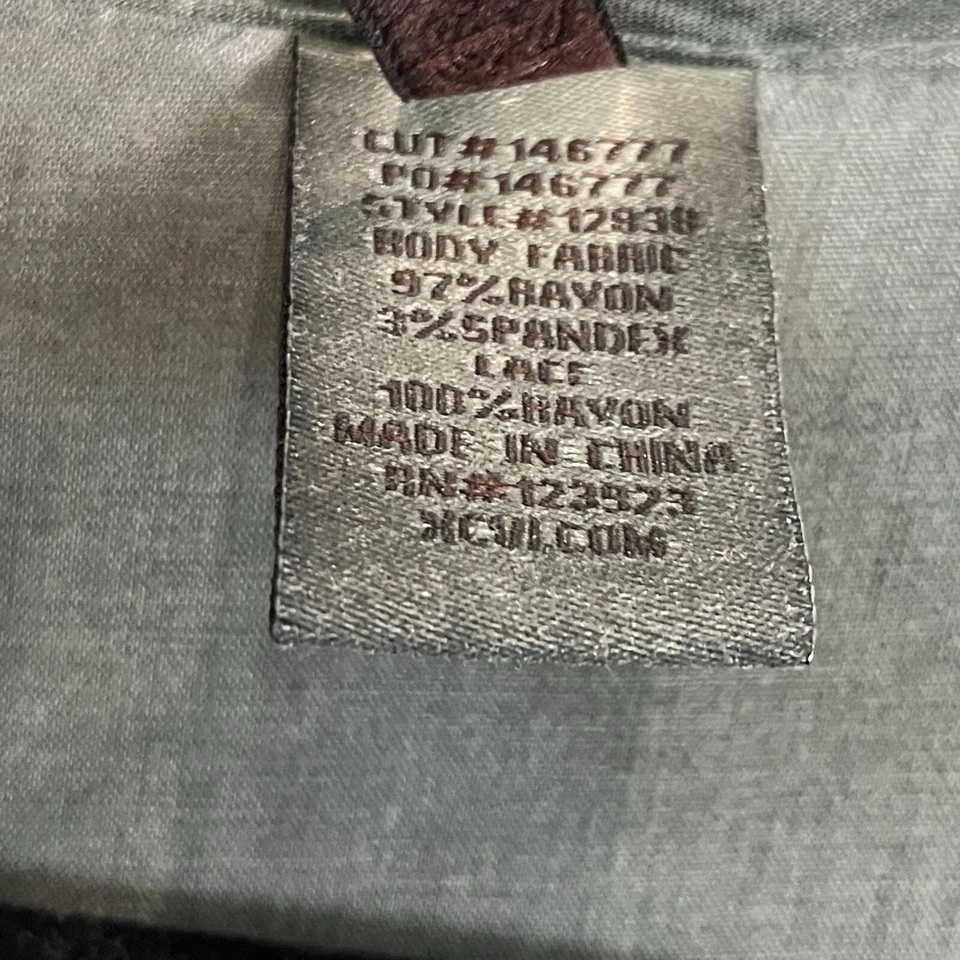 CUT#146777
PO#146777
STYLE#12938
BODY FABRIC
97%RAYON
3%SPANDEX
LACE
100%RAYON
MADE IN CHINA
RN#123523
XCVI.COM